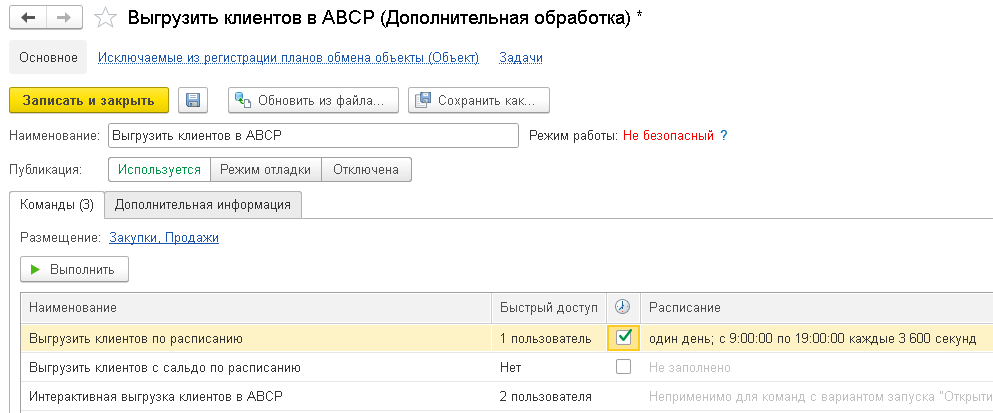 Выгрузить клиентов в ABCP (Дополнительная обработка) *
Основное Исключаемые из регистрации планов обмена объекты (Объект) Задачи
Записать и закрыть Обновить из файла... Сохранить как...
Наименование: Выгрузить клиентов в ABCP Режим работы: Не безопасный ?
Публикация: Используется Режим отладки Отключена
Команды (3) Дополнительная информация
Размещение: Закупки, Продажи
Выполнить
Наименование Быстрый доступ Расписание
Выгрузить клиентов по расписанию 1 пользователь один день; с 9:00:00 по 19:00:00 каждые 3 600 секунд
Выгрузить клиентов с сальдо по расписанию Нет Не заполнено
Интерактивная выгрузка клиентов в ABCP 2 пользователя Неприменимо для команд с вариантом запуска "Открыти